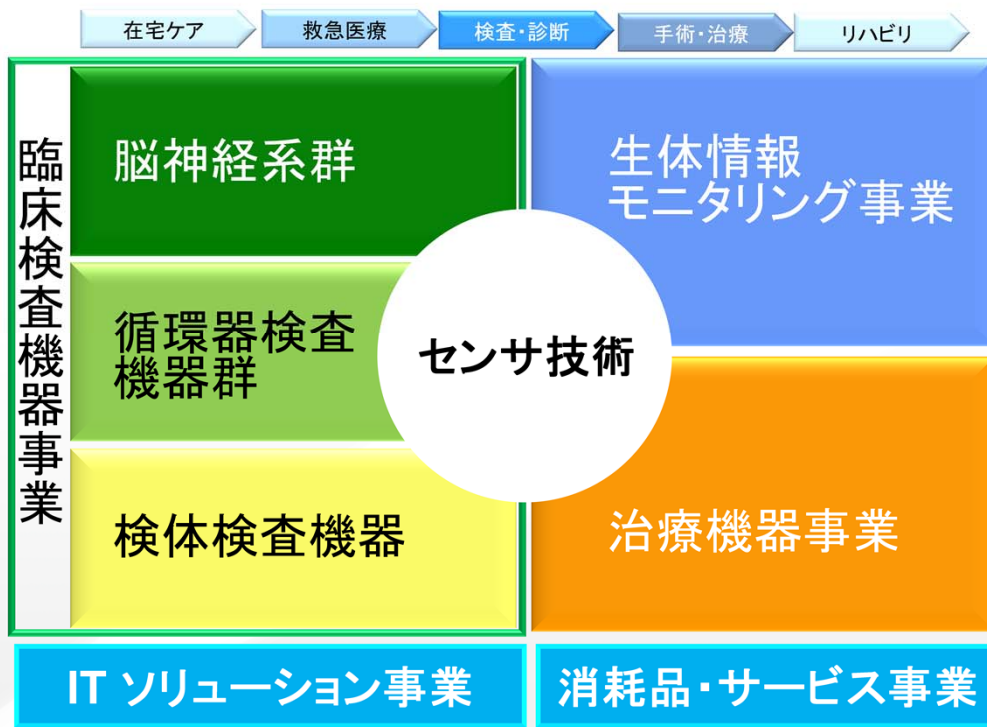 在宅ケア
救急医療
検査・診断
手術・治療
リハビリ
臨床検査機器事業
脳神経系群
循環器検査
機器群
検体検査機器
センサ技術
生体情報
モニタリング事業
治療機器事業
IT ソリューション事業
消耗品・サービス事業